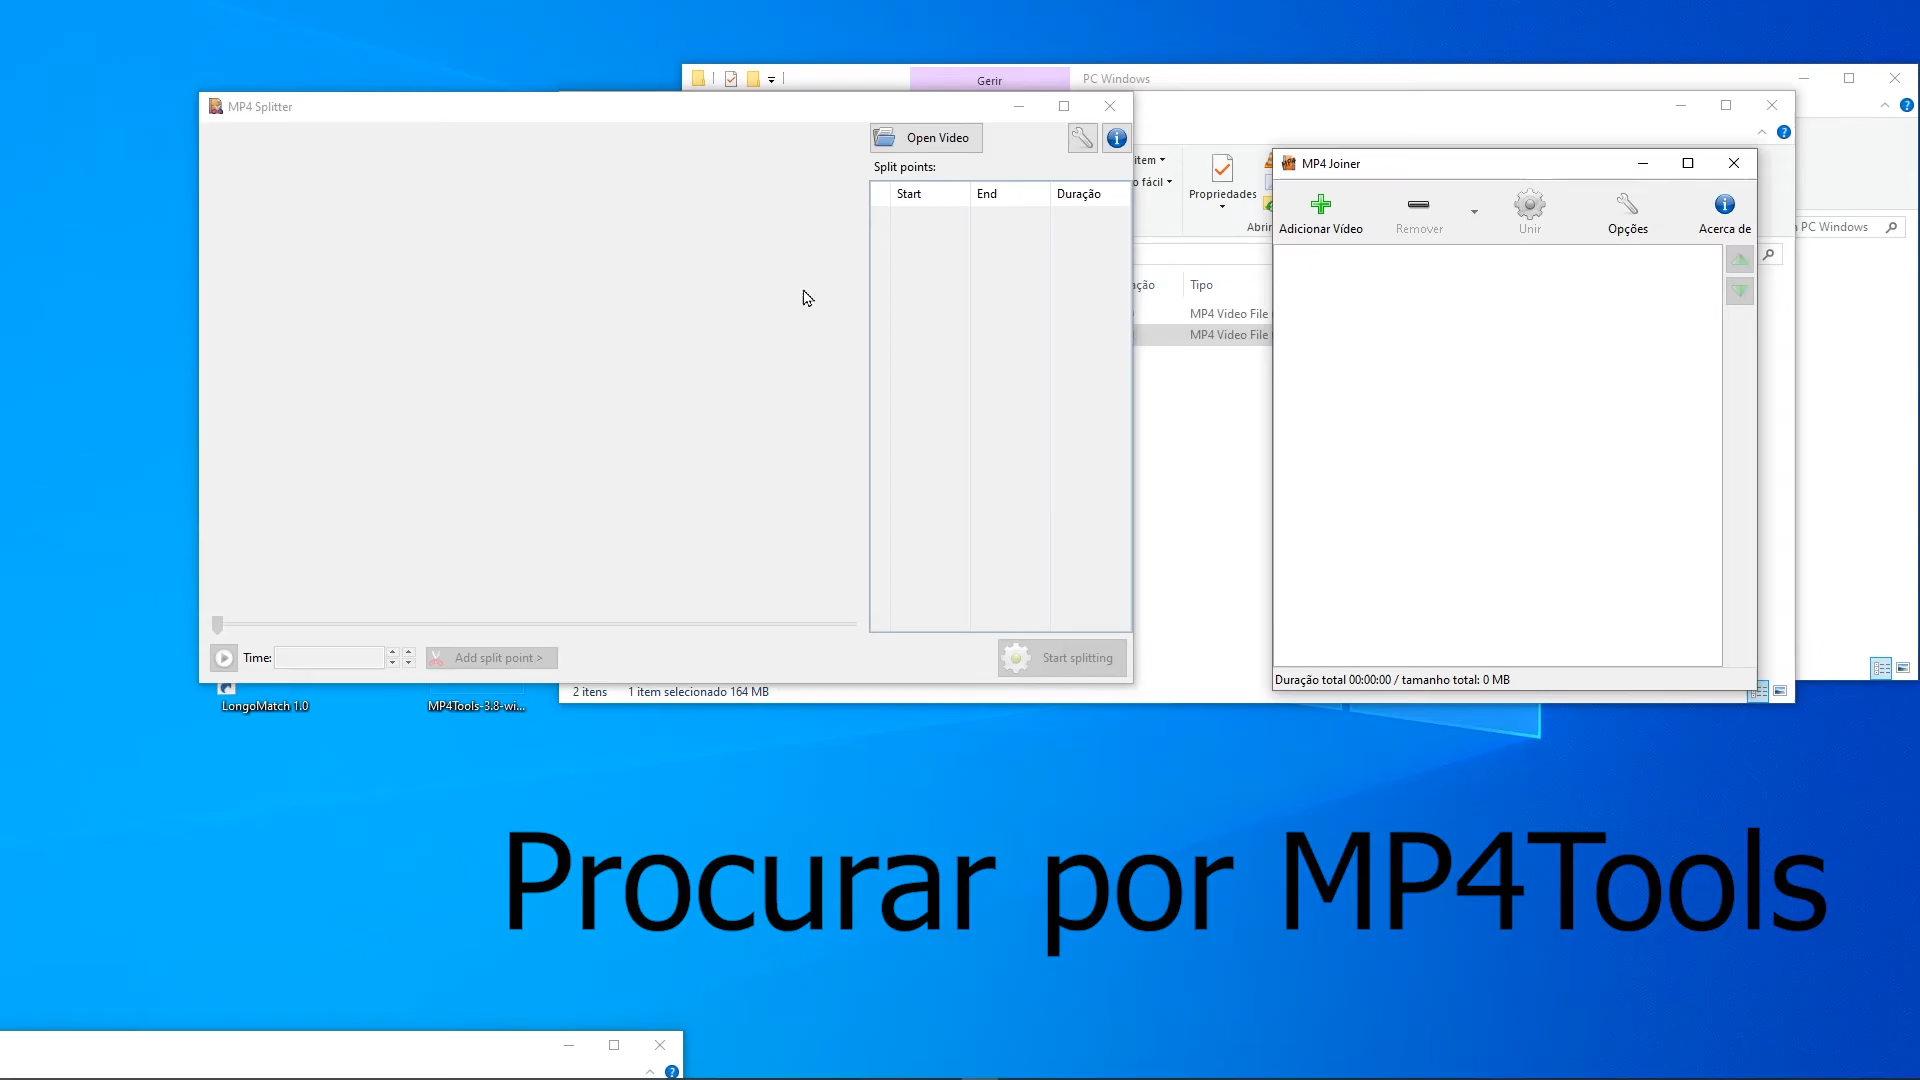 Gerir
PC Windows
MP4 Splitter
Open Video
Split points:
Start End Duração
Time:
Add split point >
Start splitting
item
o fácil
Propriedades
Abrir
PC Windows
ação
Tipo
MP4 Video File
MP4 Video File
MP4 Joiner
Adicionar Vídeo Remover Unir Opções Acerca de
Duração total 00:00:00 / tamanho total: 0 MB
2 itens 1 item selecionado 164 MB
LongoMatch 1.0
MP4Tools-3.8-wi...
Procurar por MP4Tools